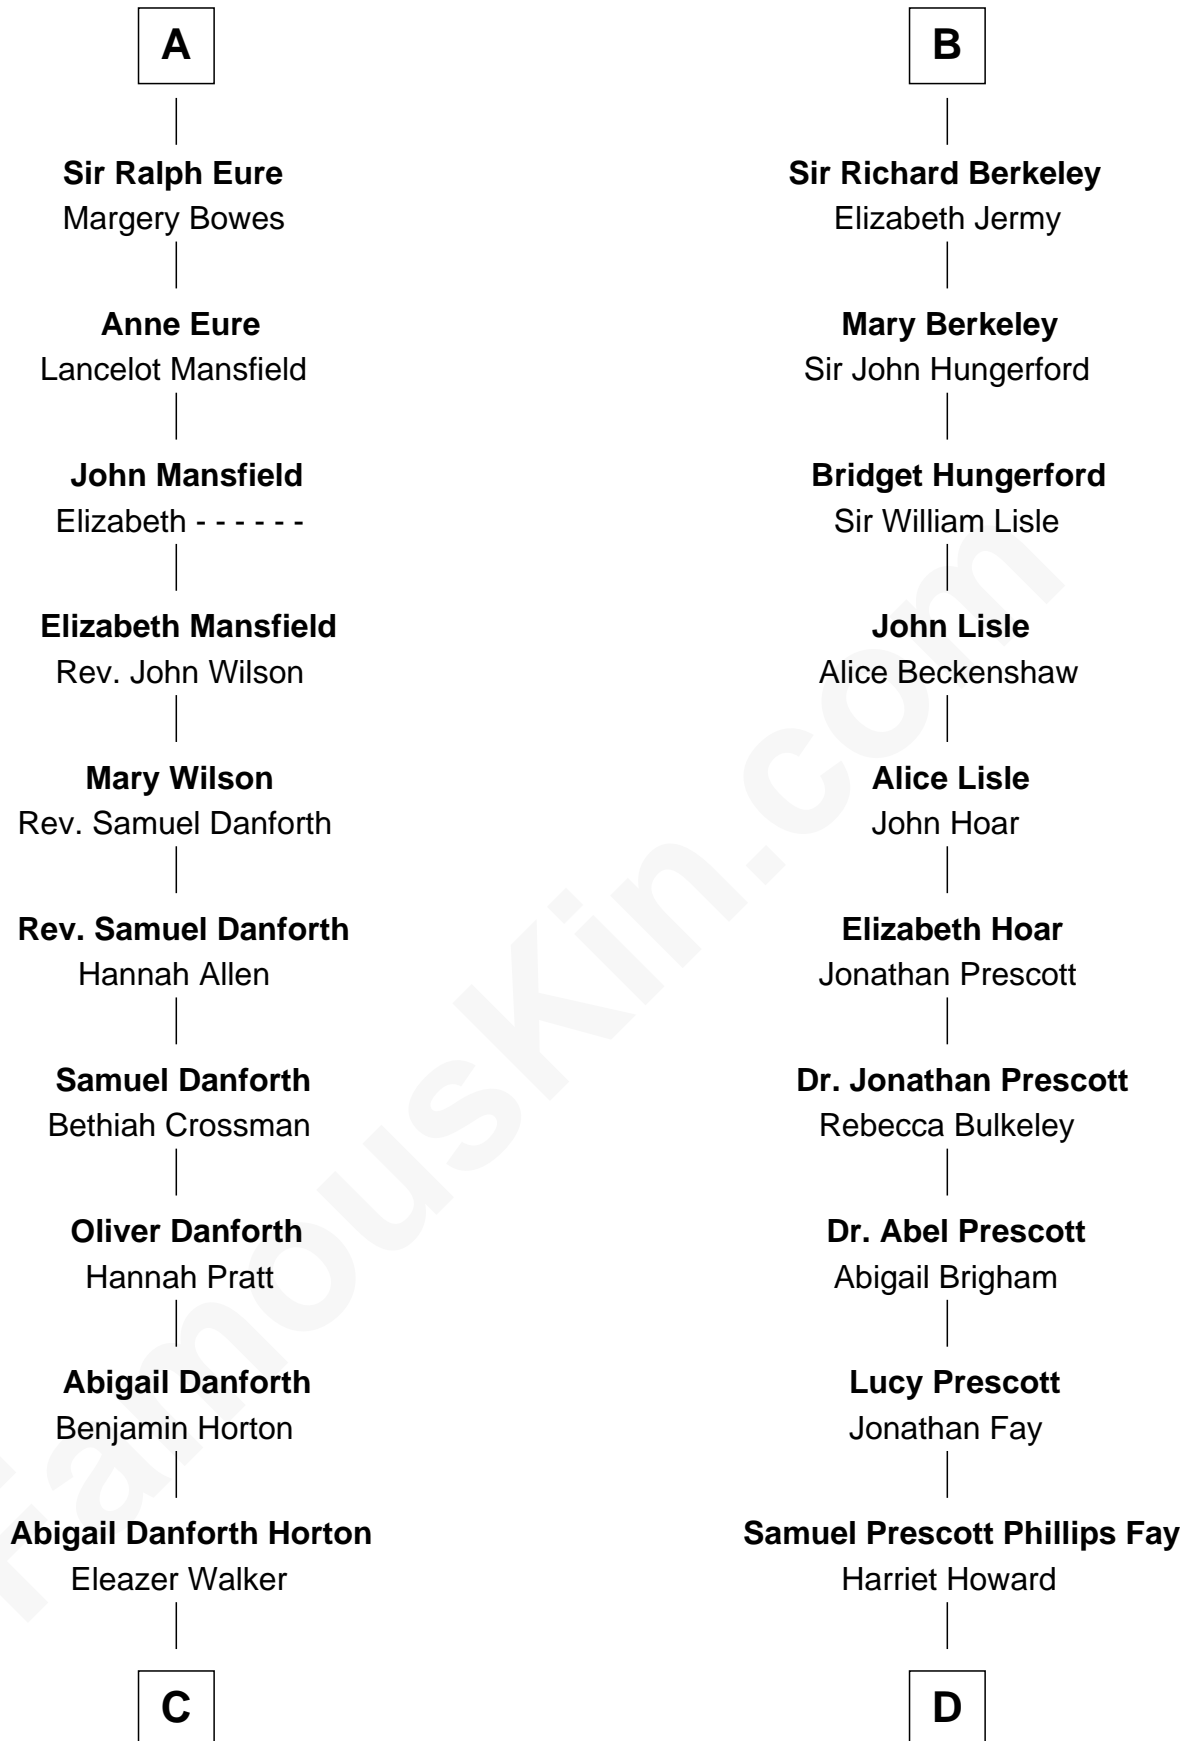 A
Sir Ralph Eure
Margery Bowes
Anne Eure
Lancelot Mansfield
John Mansfield
Elizabeth - - - - - -
Elizabeth Mansfield
Rev. John Wilson
Mary Wilson
Rev. Samuel Danforth
Rev. Samuel Danforth
Hannah Allen
Samuel Danforth
Bethiah Crossman
Oliver Danforth
Hannah Pratt
Abigail Danforth
Benjamin Horton
Abigail Danforth Horton
Eleazer Walker
C
B
Sir Richard Berkeley
Elizabeth Jermy
Mary Berkeley
Sir John Hungerford
Bridget Hungerford
Sir William Lisle
John Lisle
Alice Beckenshaw
Alice Lisle
John Hoar
Elizabeth Hoar
Jonathan Prescott
Dr. Jonathan Prescott
Rebecca Bulkeley
Dr. Abel Prescott
Abigail Brigham
Lucy Prescott
Jonathan Fay
Samuel Prescott Phillips Fay
Harriet Howard
D
FamousKin.com